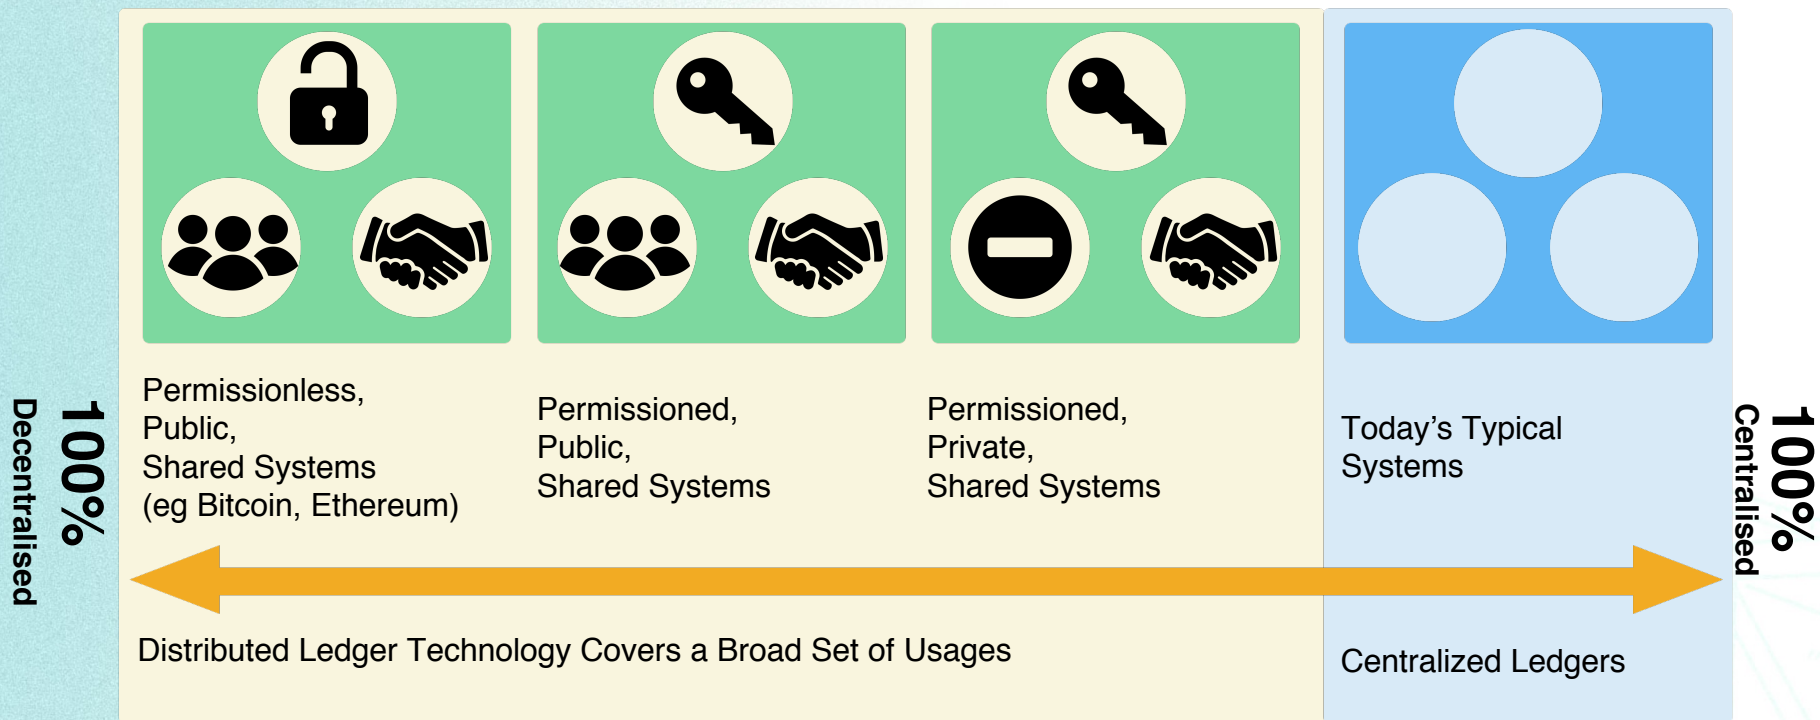 100%
Decentralised
Permissionless,
Public,
Shared Systems
(eg Bitcoin, Ethereum)
Permissioned,
Public,
Shared Systems
Permissioned,
Private,
Shared Systems
Today’s Typical
Systems
100%
Centralised
Distributed Ledger Technology Covers a Broad Set of Usages
Centralized Ledgers